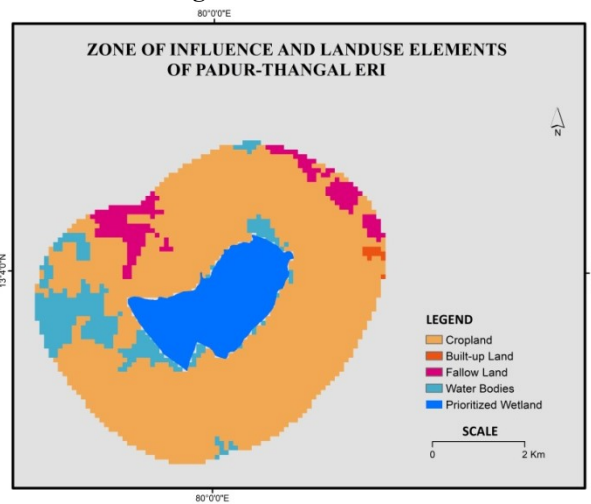 80°0'0"E
ZONE OF INFLUENCE AND LANDUSE ELEMENTS
OF PADUR-THANGAL ERI
N
13°4'0"N
LEGEND
Cropland
Built-up Land
Fallow Land
Water Bodies
Prioritized Wetland
SCALE
0 2 Km
80°0'0"E